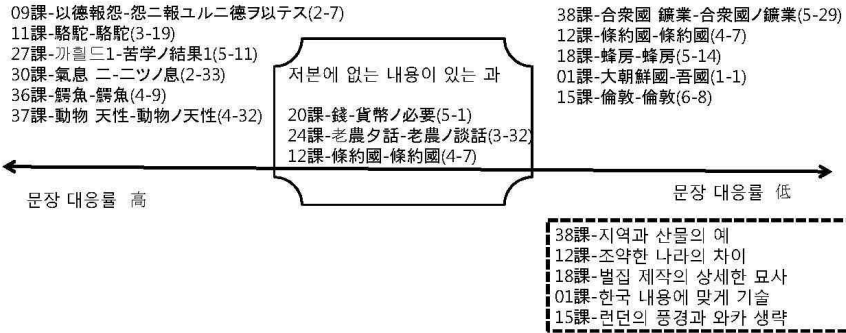 09課-以德報怨-怨ニ報ユルニ德ヲ以テス(2-7)
11課-駱駝-駱駝(3-19)
27課-까흴드1-苦学ノ結果1(5-11)
30課-氣息 二-二ツノ息(2-33)
36課-鰐魚-鰐魚(4-9)
37課-動物 天性-動物ノ天性(4-32)
저본에 없는 내용이 있는 과
20課-錢-貨幣ノ必要(5-1)
24課-老農夕話-老農ノ談話(3-32)
12課-條約國-條約國(4-7)
38課-合衆國 鑛業-合衆國ノ鑛業(5-29)
12課-條約國-條約國(4-7)
18課-蜂房-蜂房(5-14)
01課-大朝鮮國-吾國(1-1)
15課-倫敦-倫敦(6-8)
문장 대응률 高
문장 대응률 低
38課-지역과 산물의 예
12課-조약한 나라의 차이
18課-벌집 제작의 상세한 묘사
01課-한국 내용에 맞게 기술
15課-런던의 풍경과 와카 생략